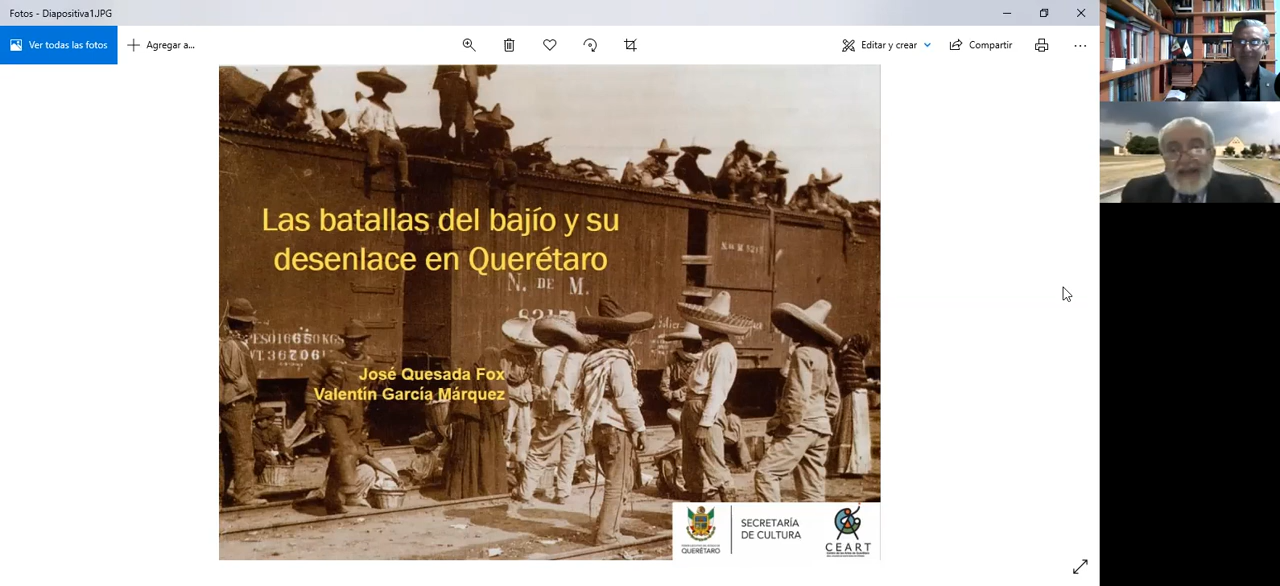 Fotos - Diapositiva1.JPG
Ver todas las fotos
Agregar a...
Editar y crear
Compartir
Las batallas del bajío y su
desenlace en Querétaro
N. DE M.
José Quesada Fox
Valentín García Márquez
QUERÉTARO
SECRETARÍA
DE CULTURA
CEART